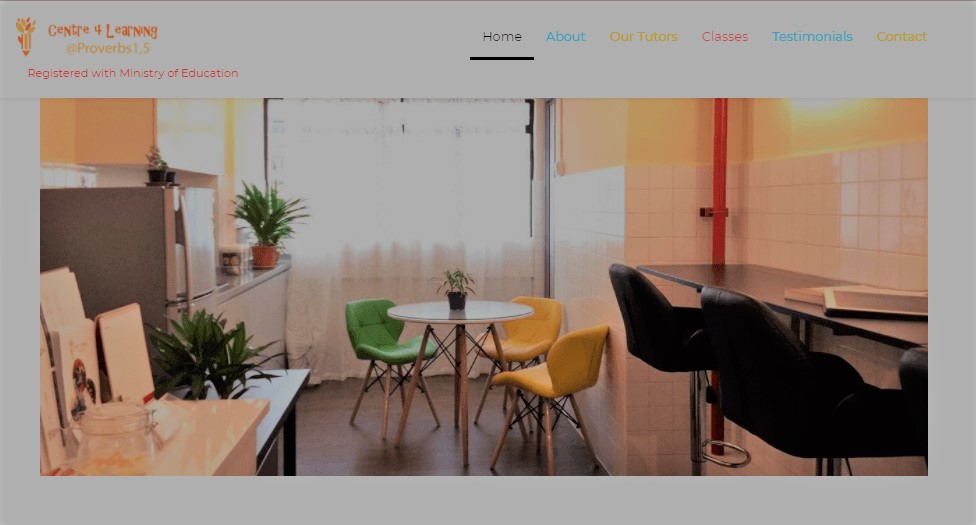 Centre 4 Learning
@Proverbs1,5
Registered with Ministry of Education
Home About Our Tutors Classes Testimonials Contact